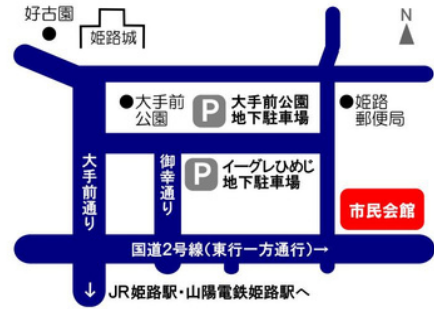 好古園
姫路城
N
大手前
公園
P
大手前公園
地下駐車場
姫路
郵便局
大手前通り
御幸通り
P
イーグレひめじ
地下駐車場
市民会館
国道2号線(東行一方通行)→
↓ JR姫路駅・山陽電鉄姫路駅へ